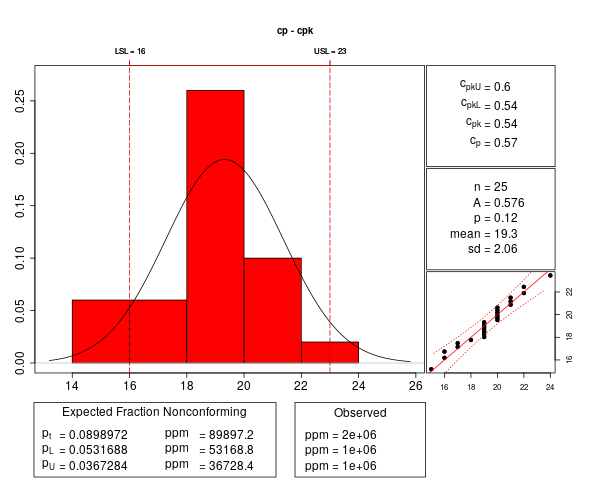 cp - cpk
LSL = 16
USL = 23
0.00
0.05
0.10
0.15
0.20
0.25
14
16
18
20
22
24
26
cpkU = 0.6
cpkL = 0.54
cpk = 0.54
cp = 0.57
n = 25
A = 0.576
p = 0.12
mean = 19.3
sd = 2.06
16
18
20
22
16
18
20
22
24
Expected Fraction Nonconforming
pt = 0.0898972 ppm = 89897.2
pL = 0.0531688 ppm = 53168.8
pU = 0.0367284 ppm = 36728.4
Observed
ppm = 2e+06
ppm = 1e+06
ppm = 1e+06